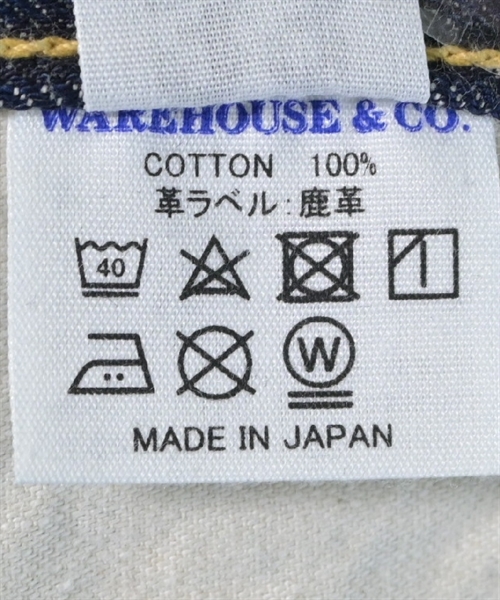 WAREHOUSE & CO.
COTTON 100%
革ラベル:鹿革
40
W
MADE IN JAPAN